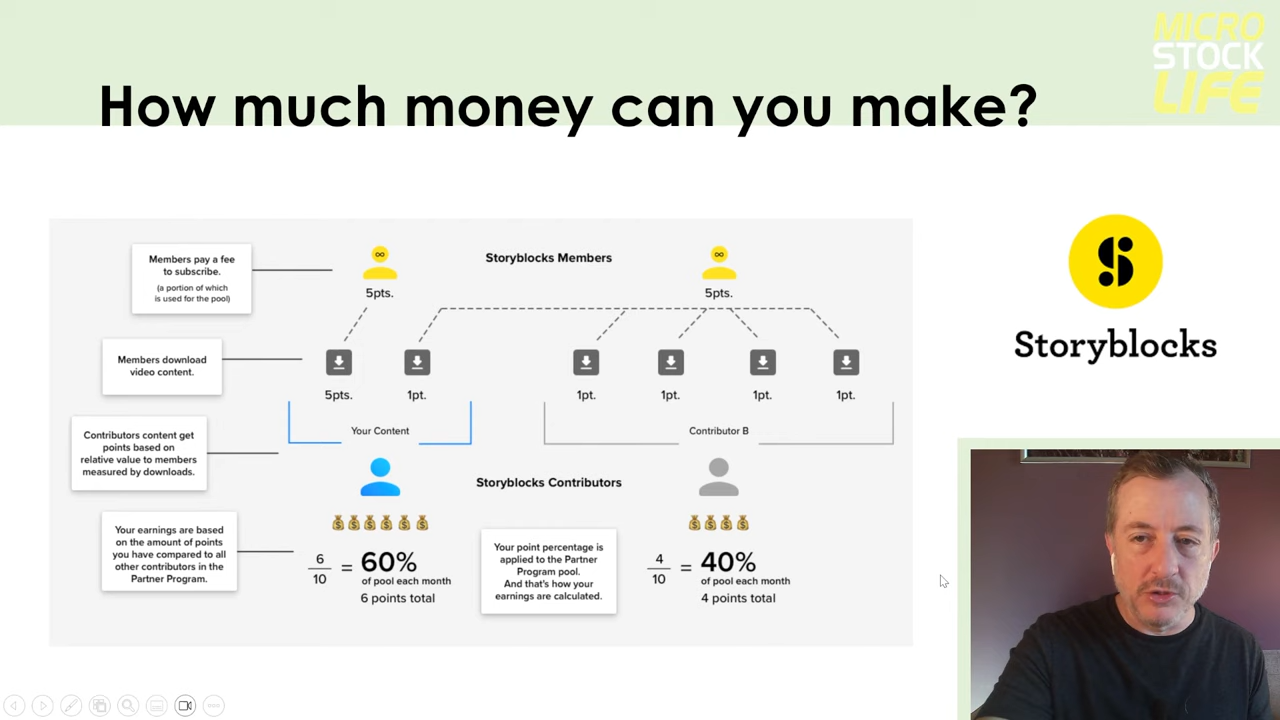 MICRO
STOCK
LIFE
How much money can you make?
Members pay a fee
to subscribe.
(a portion of which
is used for the pool)
Storyblocks Members
5pts.
5pts.
Members download
video content.
5pts.
1pt.
1pt.
1pt.
1pt.
1pt.
Your Content
Contributor B
Contributors content get
points based on
relative value to members
measured by downloads.
Storyblocks Contributors
Your earnings are based
on the amount of points
you have compared to all
other contributors in the
Partner Program.
6
10
= 60%
of pool each month
6 points total
Your point percentage is
applied to the Partner
Program pool.
And that's how your
earnings are calculated.
4
10
= 40%
of pool each month
4 points total
Storyblocks